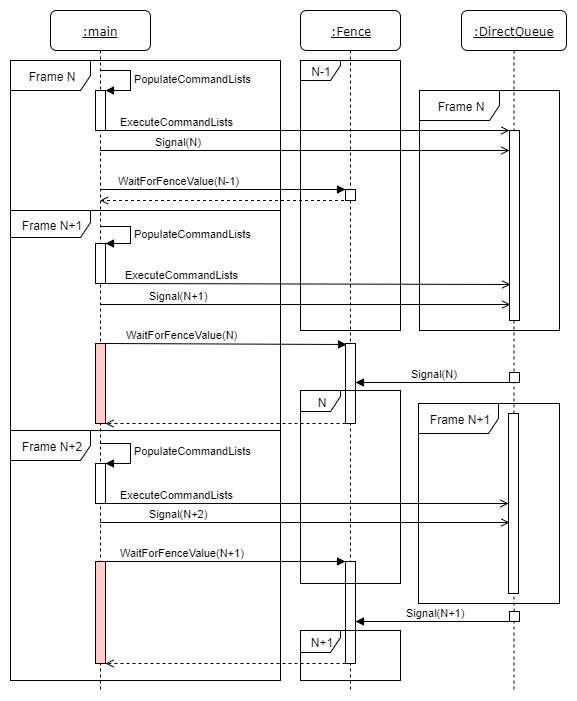 :main
:Fence
:DirectQueue
Frame N
PopulateCommandLists
N-1
Frame N
ExecuteCommandLists
Signal(N)
WaitForFenceValue(N-1)
Frame N+1
PopulateCommandLists
ExecuteCommandLists
Signal(N+1)
WaitForFenceValue(N)
Signal(N)
N
Frame N+1
Frame N+2
PopulateCommandLists
ExecuteCommandLists
Signal(N+2)
WaitForFenceValue(N+1)
Signal(N+1)
N+1